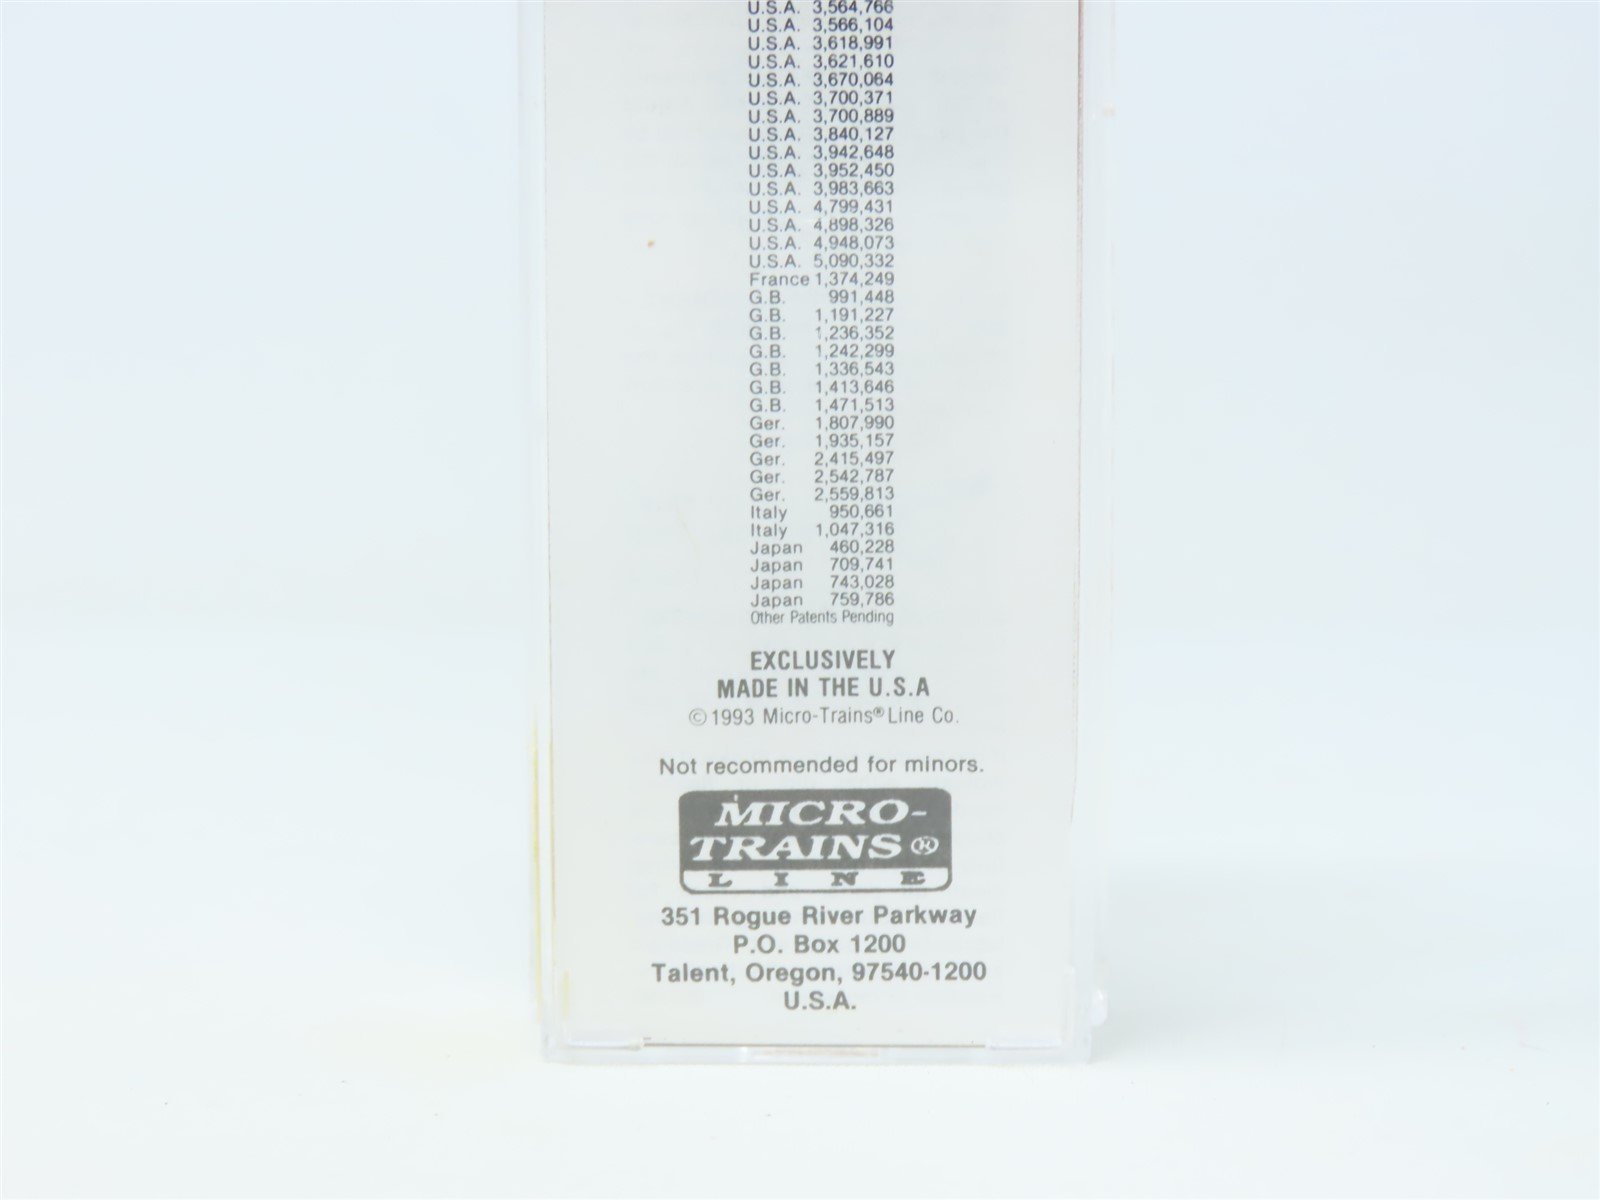 U.S.A. 3,564,766
U.S.A. 3,566,104
U.S.A. 3,618,991
U.S.A. 3,621,610
U.S.A. 3,670,064
U.S.A. 3,700,371
U.S.A. 3,700,889
U.S.A. 3,840,127
U.S.A. 3,942,648
U.S.A. 3,952,450
U.S.A. 3,983,663
U.S.A. 4,799,431
U.S.A. 4,898,326
U.S.A. 4,948,073
U.S.A. 5,090,332
France 1,374,249
G.B. 991,448
G.B. 1,191,227
G.B. 1,236,352
G.B. 1,242,299
G.B. 1,336,543
G.B. 1,413,646
G.B. 1,471,513
Ger. 1,807,990
Ger. 1,935,157
Ger. 2,415,497
Ger. 2,542,787
Ger. 2,559,813
Italy 950,661
Italy 1,047,316
Japan 460,228
Japan 709,741
Japan 743,028
Japan 759,786
Other Patents Pending
EXCLUSIVELY
MADE IN THE U.S.A
©1993 Micro-Trains® Line Co.
Not recommended for minors.
MICRO-
TRAINS®
LINE
351 Rogue River Parkway
P.O. Box 1200
Talent, Oregon, 97540-1200
U.S.A.